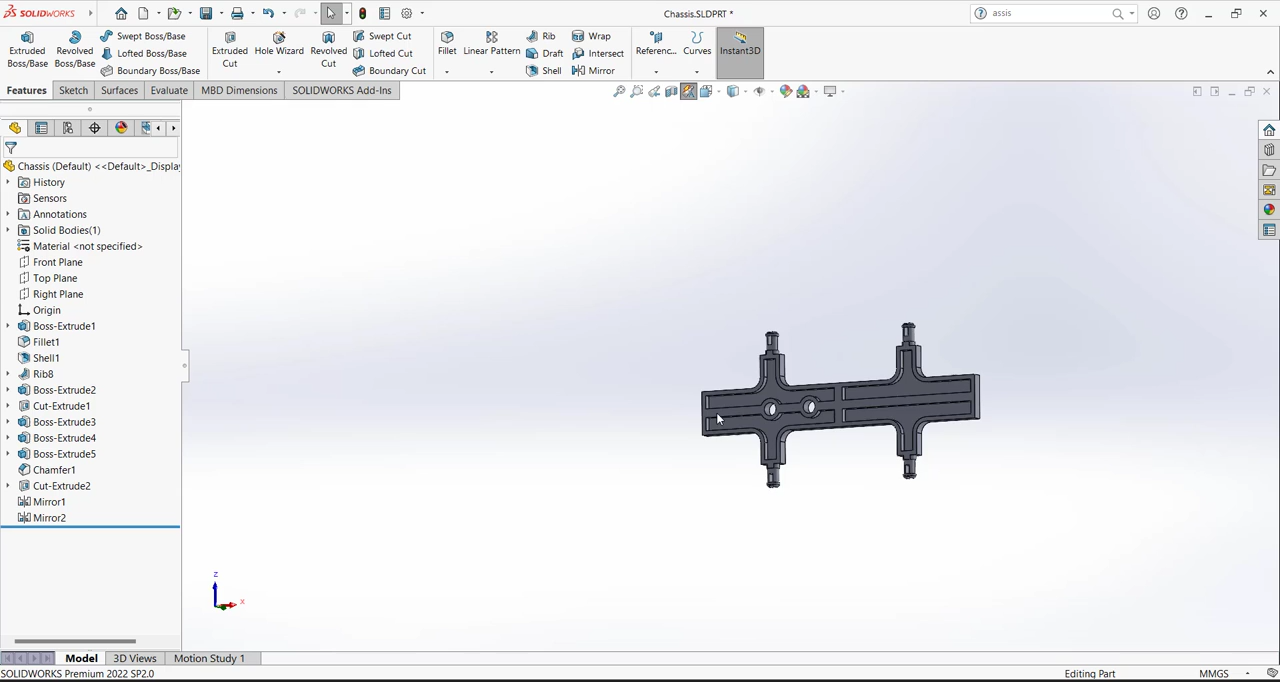 SOLIDWORKS
Chassis.SLDPRT *
assis
Extruded Boss/Base
Revolved Boss/Base
Swept Boss/Base
Lofted Boss/Base
Boundary Boss/Base
Extruded Cut
Hole Wizard
Revolved Cut
Swept Cut
Lofted Cut
Boundary Cut
Fillet
Linear Pattern
Rib
Draft
Shell
Wrap
Intersect
Mirror
Referenc...
Curves
Instant3D
Features
Sketch
Surfaces
Evaluate
MBD Dimensions
SOLIDWORKS Add-Ins
Chassis (Default) <<Default>_Display
History
Sensors
Annotations
Solid Bodies(1)
Material <not specified>
Front Plane
Top Plane
Right Plane
Origin
Boss-Extrude1
Fillet1
Shell1
Rib8
Boss-Extrude2
Cut-Extrude1
Boss-Extrude3
Boss-Extrude4
Boss-Extrude5
Chamfer1
Cut-Extrude2
Mirror1
Mirror2
z
x
Model
3D Views
Motion Study 1
SOLIDWORKS Premium 2022 SP2.0
Editing Part
MMGS